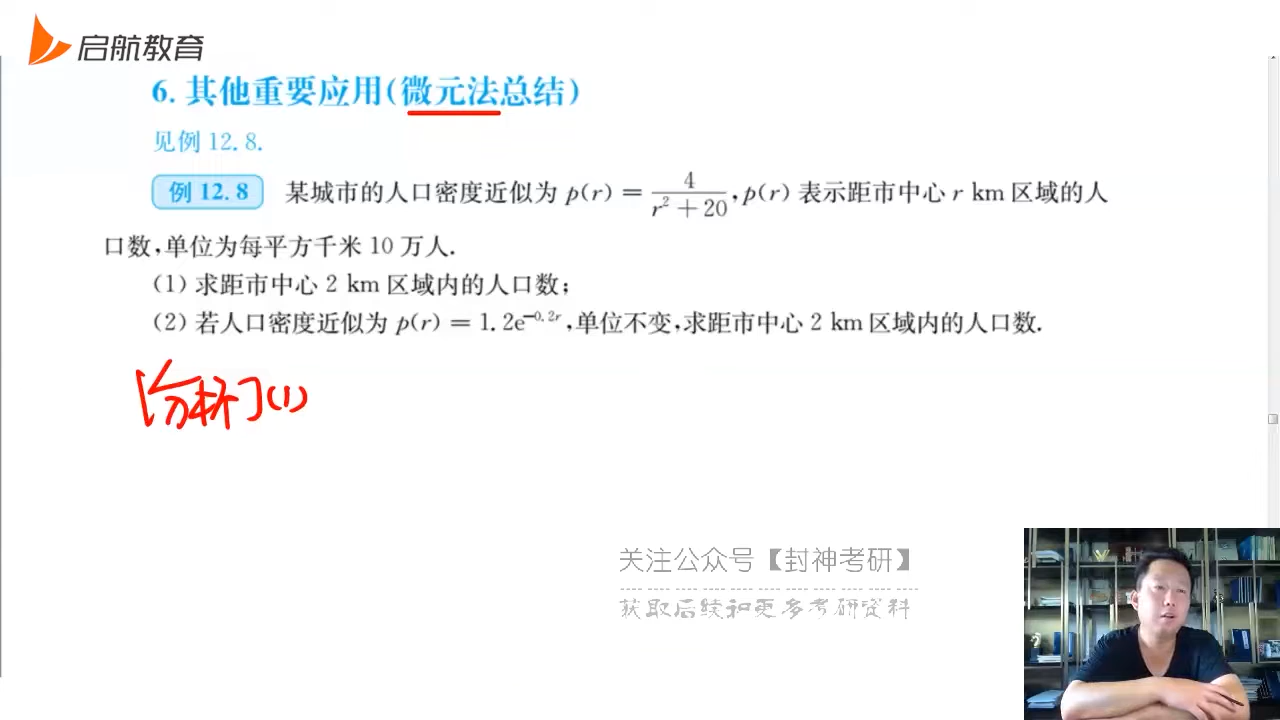 启航教育
6. 其他重要应用(微元法总结)
见例 12.8.
例 12.8 某城市的人口密度近似为 p(r) = 4/(r² + 20), p(r) 表示距市中心 r km 区域的人
口数,单位为每平方千米 10 万人.
(1) 求距市中心 2 km 区域内的人口数;
(2) 若人口密度近似为 p(r) = 1.2e^{-0.2r},单位不变,求距市中心 2 km 区域内的人口数.
[分析](1)
关注公众号【封神考研】
获取后续和更多考研资料